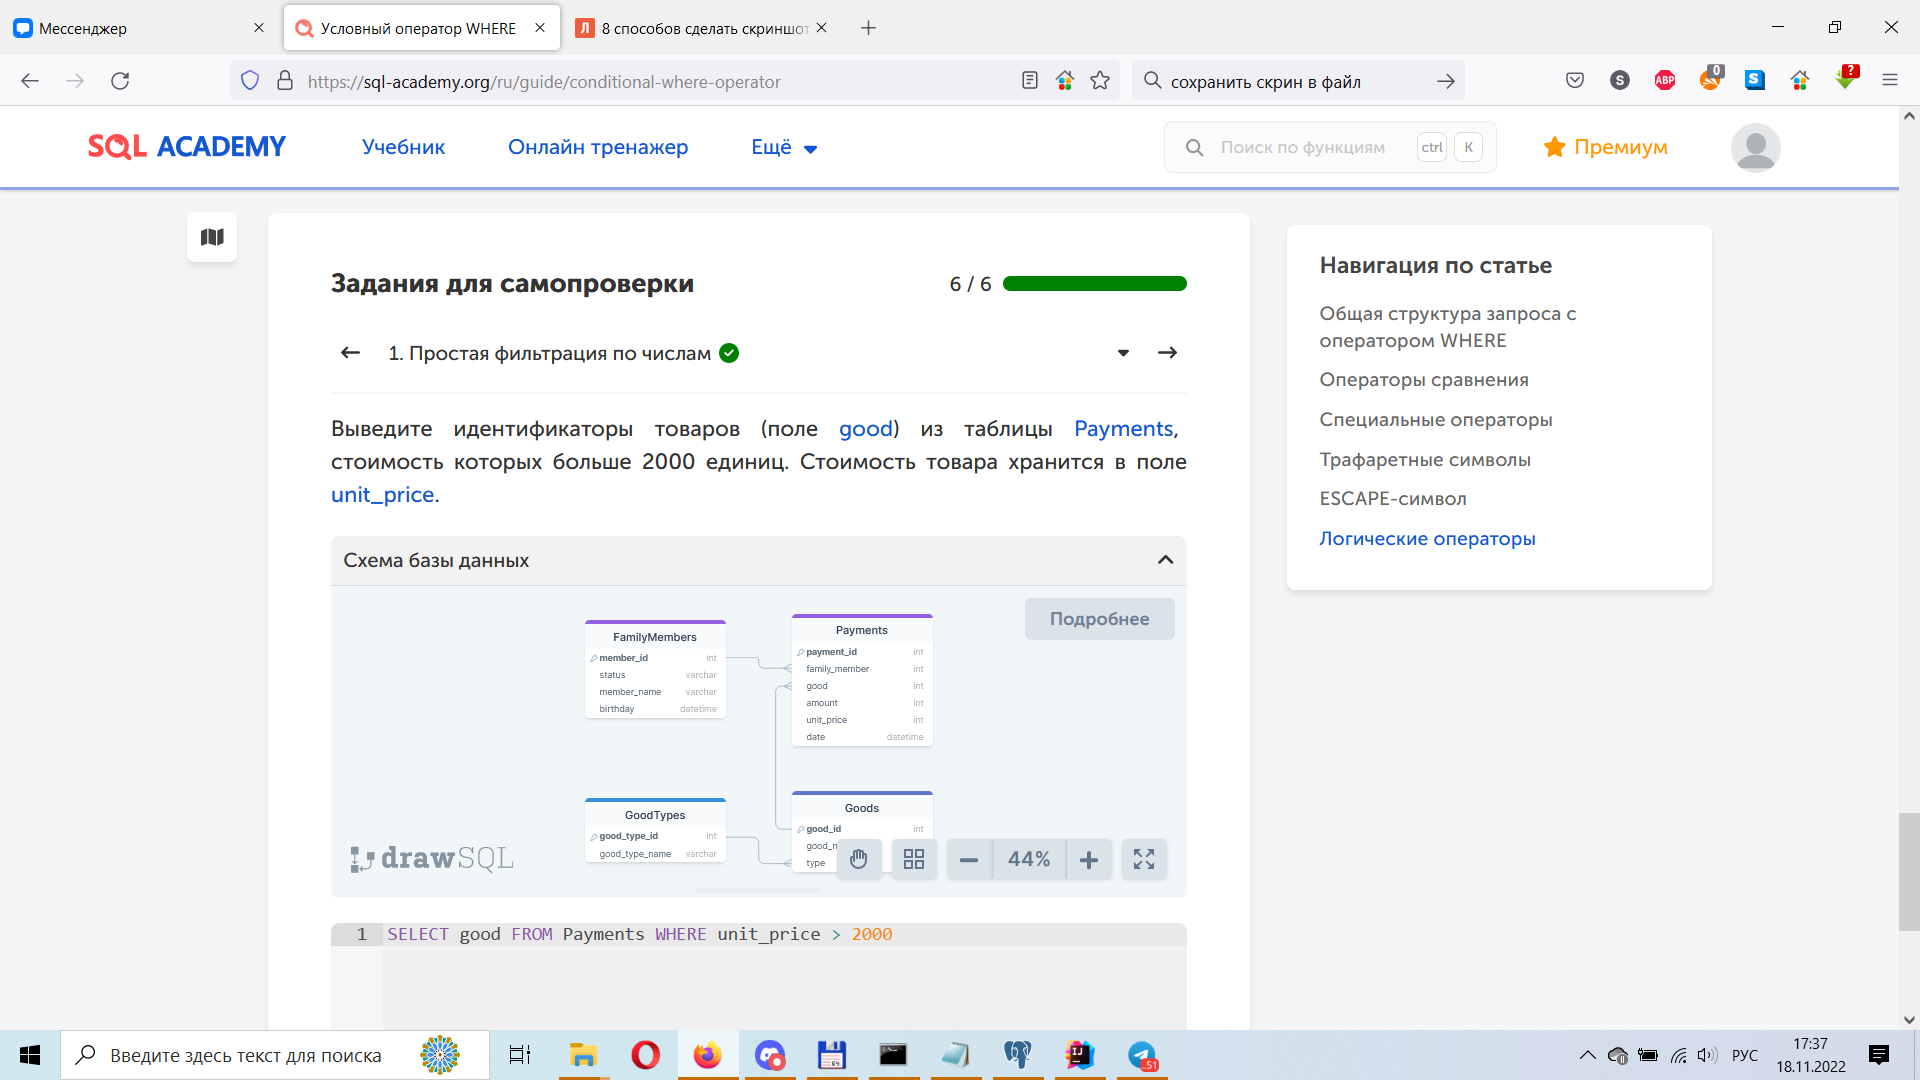 Мессенджер
Условный оператор WHERE
8 способов сделать скриншот
https://sql-academy.org/ru/guide/conditional-where-operator
сохранить скрин в файл
S
ABP
0
S
?
SQL ACADEMY
Учебник
Онлайн тренажер
Ещё
Поиск по функциям
ctrl
K
Премиум
Задания для самопроверки
6 / 6
1. Простая фильтрация по числам
Выведите идентификаторы товаров (поле good) из таблицы Payments,
стоимость которых больше 2000 единиц. Стоимость товара хранится в поле
unit_price.
Схема базы данных
Подробнее
FamilyMembers
member_id int
status varchar
member_name varchar
birthday datetime
Payments
payment_id int
family_member int
good int
amount int
unit_price int
date datetime
GoodTypes
good_type_id int
good_type_name varchar
Goods
good_id int
good_n
type
drawSQL
44%
1 SELECT good FROM Payments WHERE unit_price > 2000
Навигация по статье
Общая структура запроса с
оператором WHERE
Операторы сравнения
Специальные операторы
Трафаретные символы
ESCAPE-символ
Логические операторы
Введите здесь текст для поиска
РУС
17:37
18.11.2022